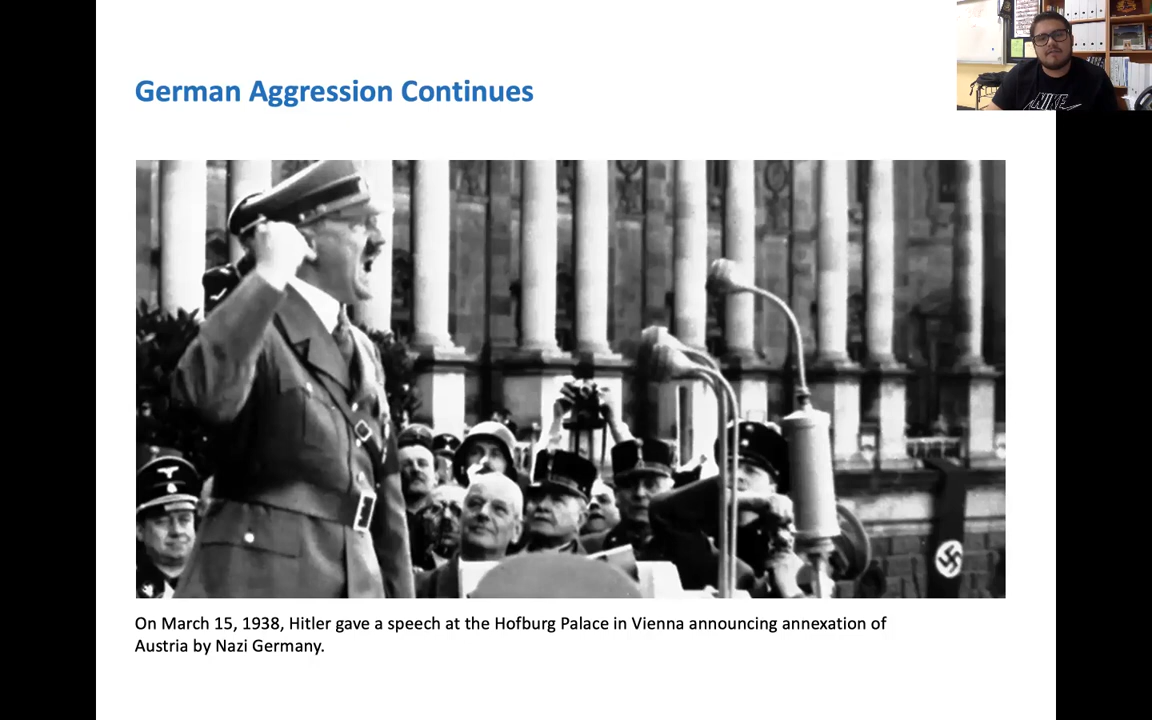 German Aggression Continues
NIKE
On March 15, 1938, Hitler gave a speech at the Hofburg Palace in Vienna announcing annexation of
Austria by Nazi Germany.